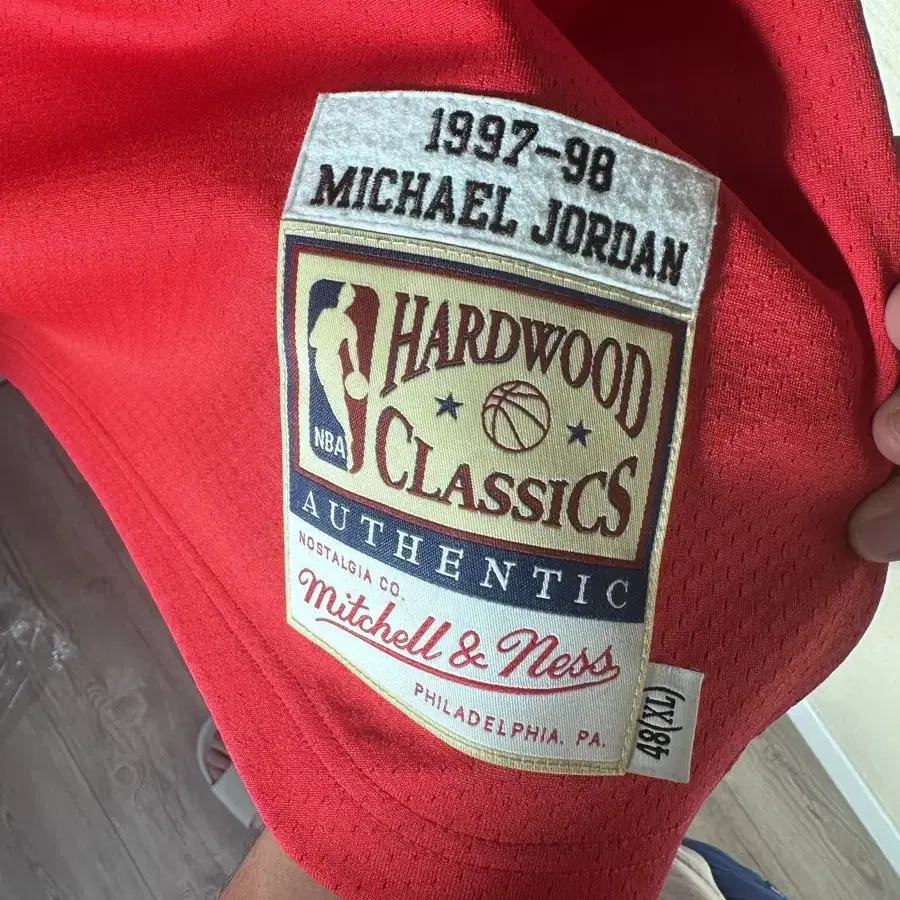 1997-98
MICHAEL JORDAN
HARDWOOD
CLASSICS
NBA
AUTHENTIC
NOSTALGIA CO.
Mitchell & Ness
PHILADELPHIA. PA.
48(XL)